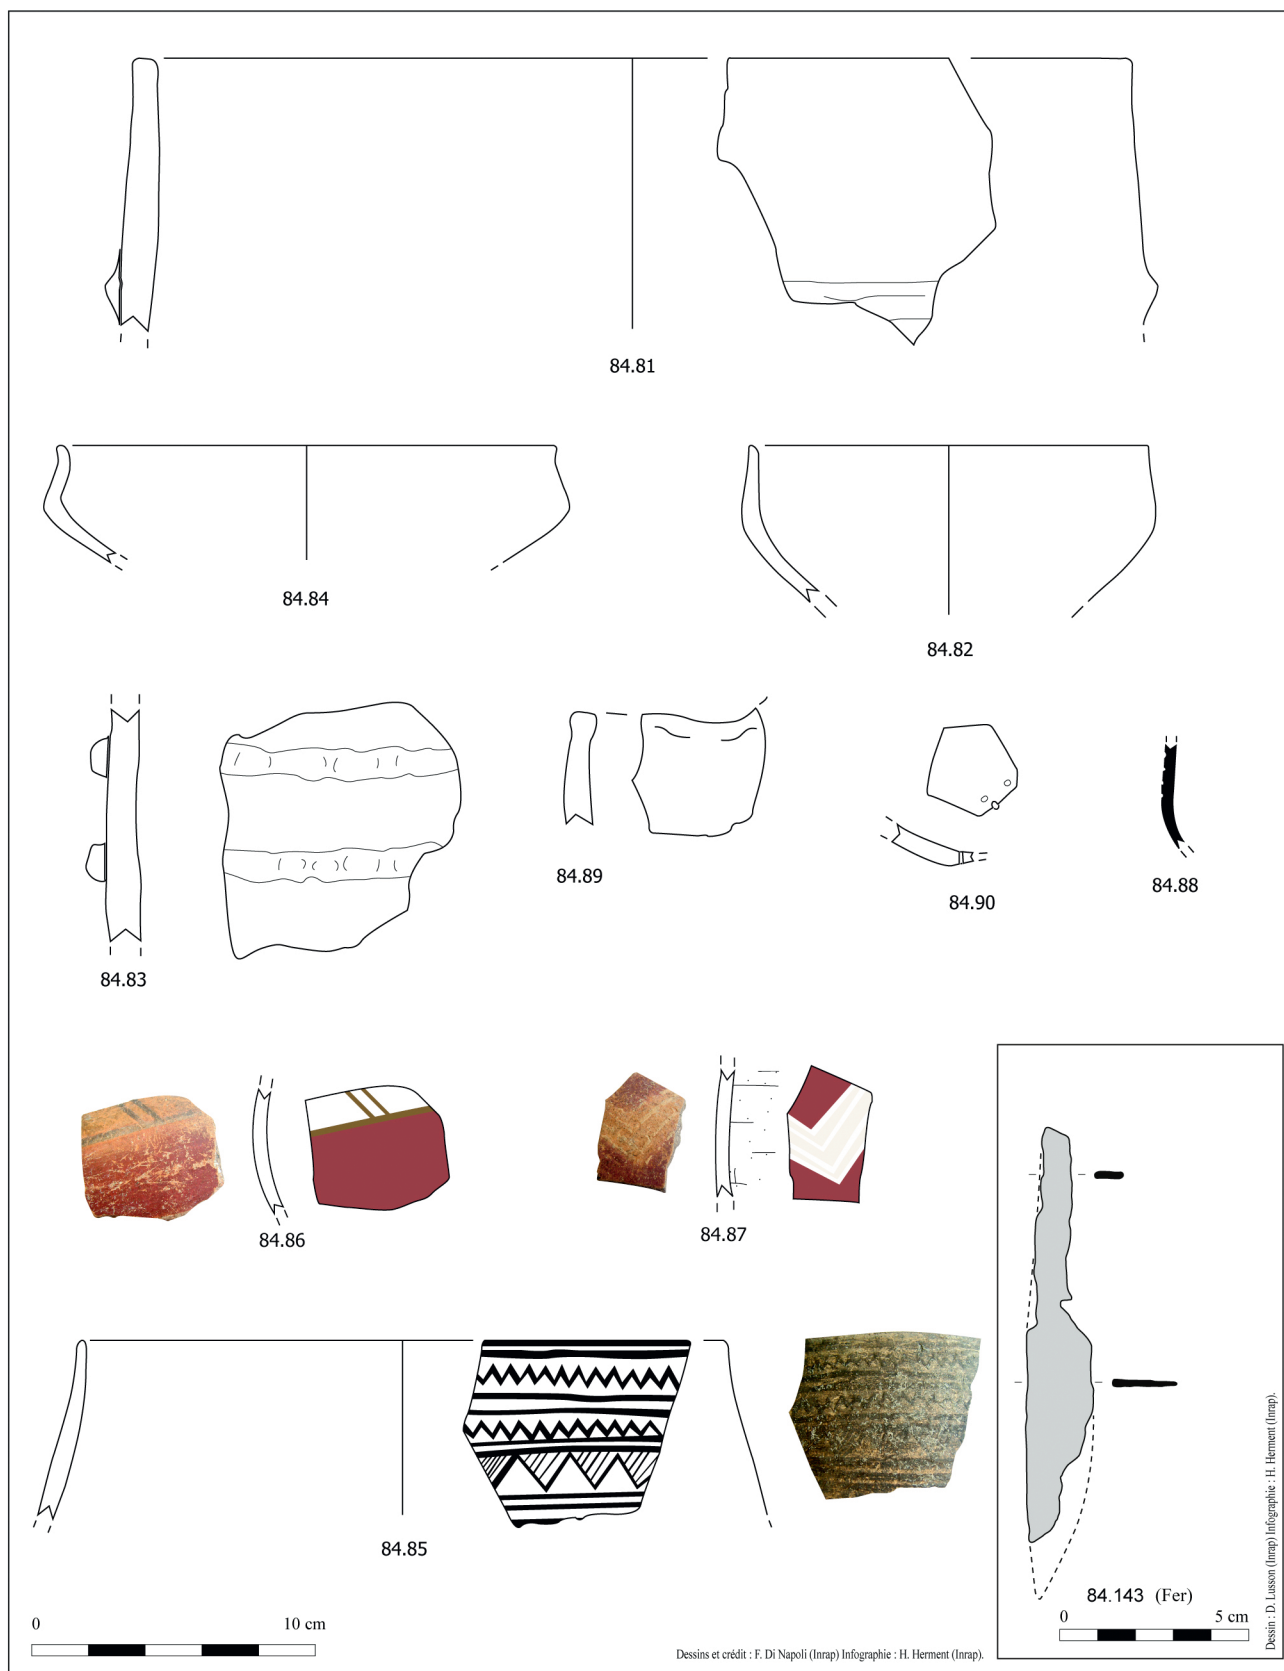 84.81
84.84
84.82
84.83
84.89
84.90
84.88
84.86
84.87
84.85
0 10 cm
Dessins et crédit : F. Di Napoli (Inrap) Infographie : H. Herment (Inrap).
84.143 (Fer)
0 5 cm
Dessin : D. Lusson (Inrap) Infographie : H. Herment (Inrap).